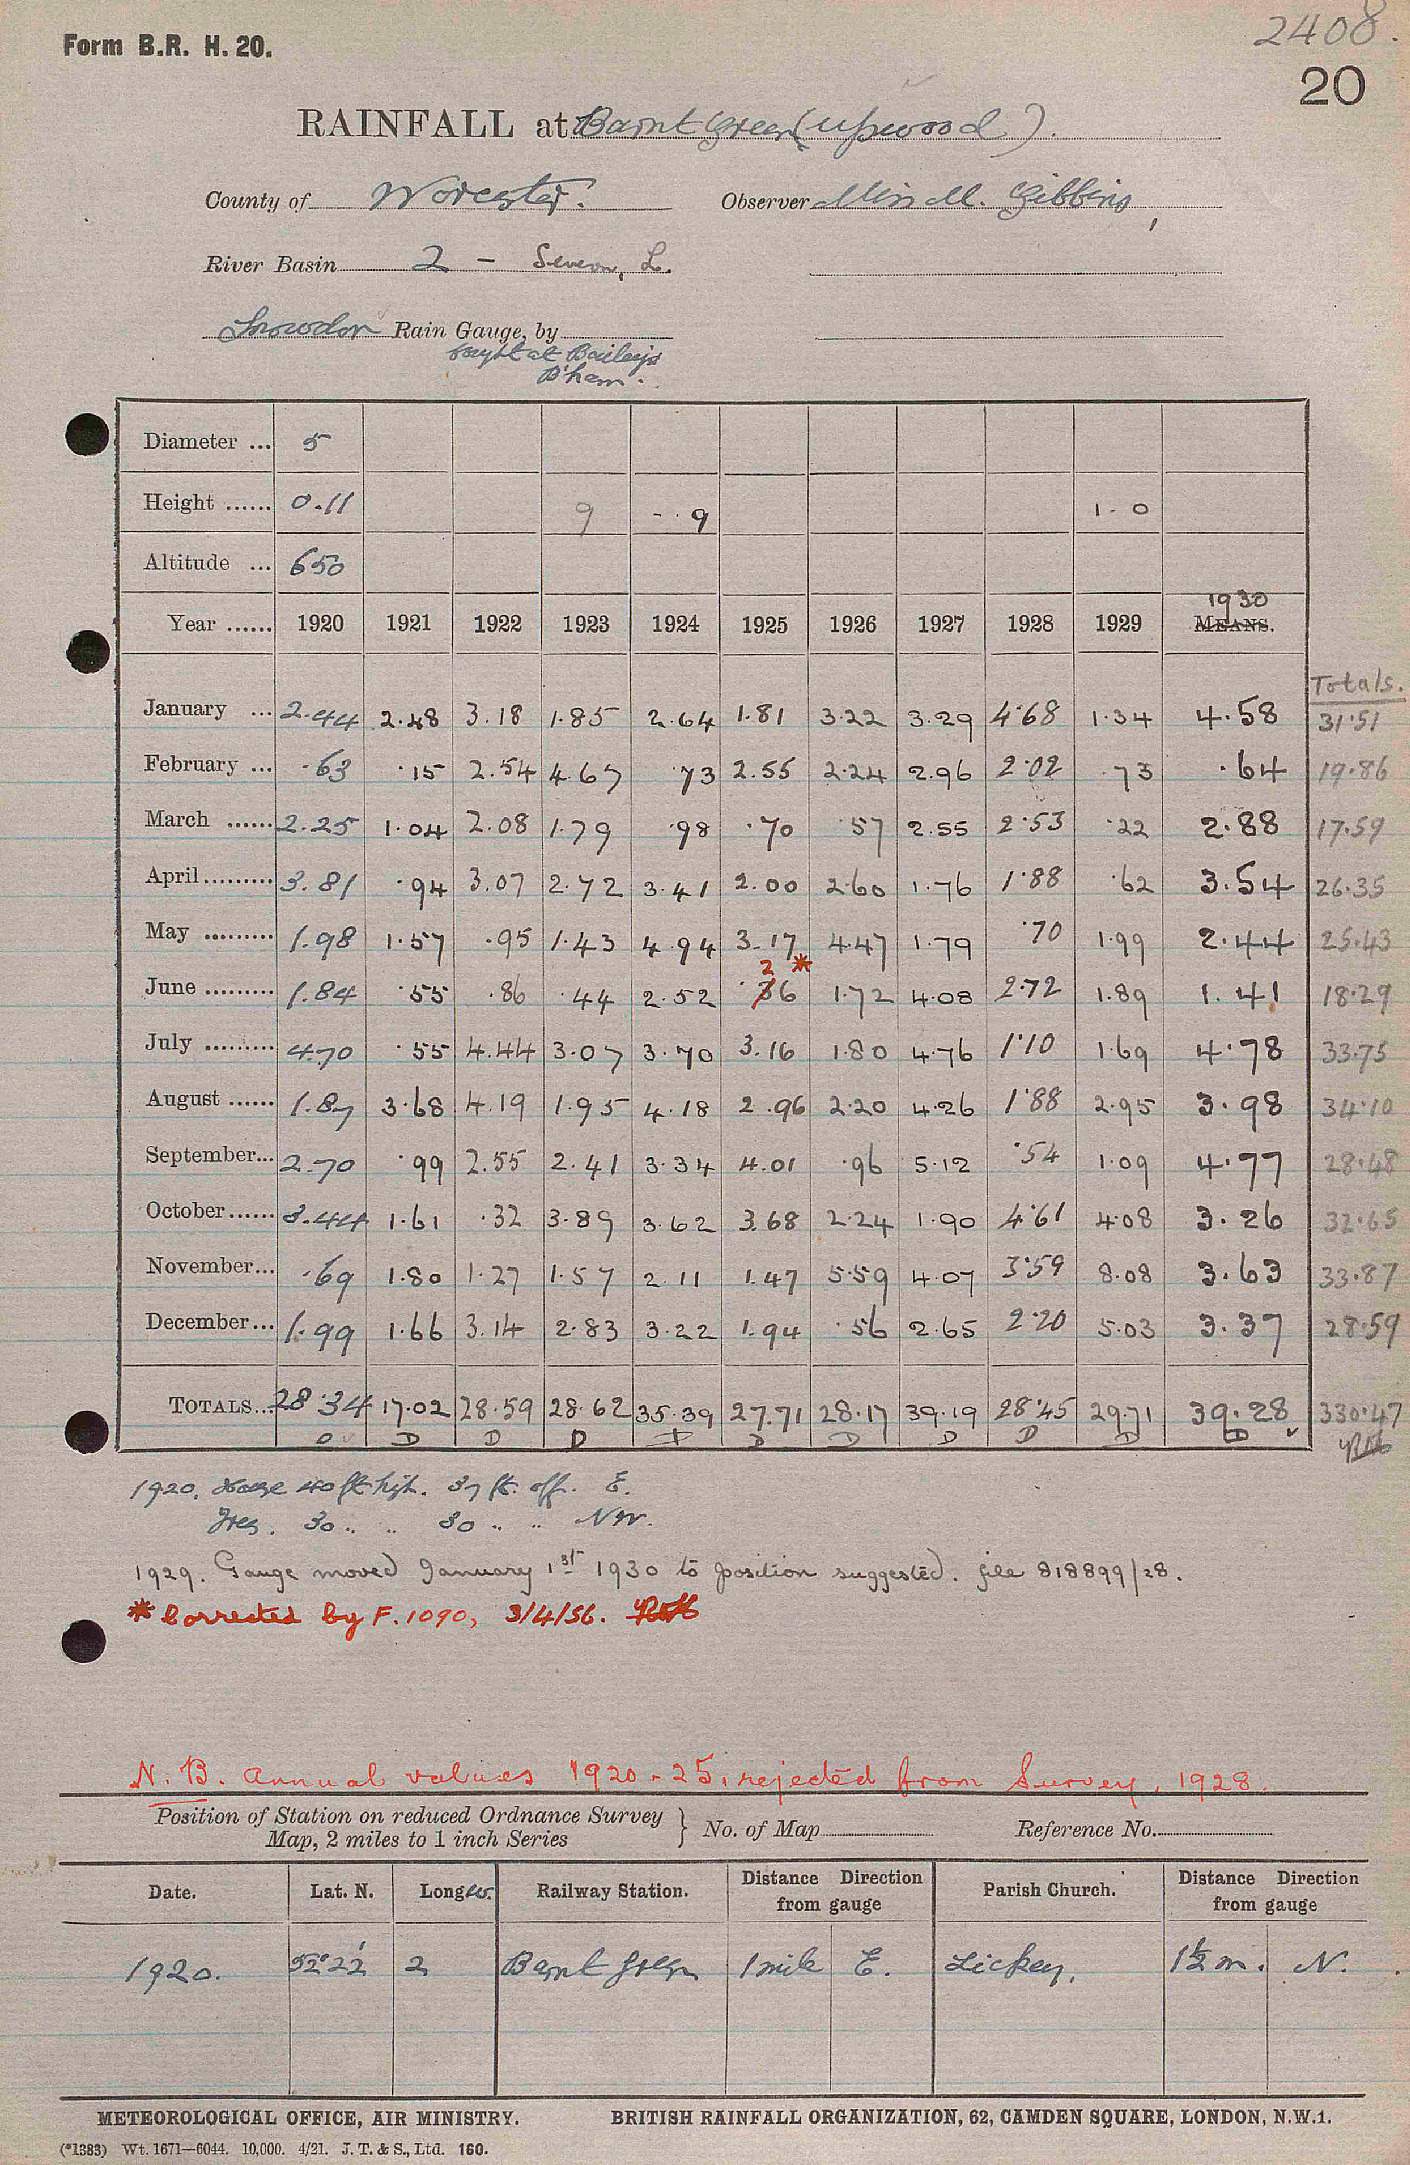 2408.
Form B.R. H. 20.
20
RAINFALL at Barnt Green (Upwood).
County of Worcester. Observer Miss M. Gibbins,
River Basin 2 - Severn, L.
Snowdon Rain Gauge, by
bought at Bailey's
B'ham.
Diameter ... 5
Height ...... 0.11 9 - . 9 1 - 0
Altitude ... 650
1930
Year ...... 1920 1921 1922 1923 1924 1925 1926 1927 1928 1929 MEANS.
Totals.
January ... 2.44 2.48 3.18 1.85 2.64 1.81 3.22 3.29 4.68 1.34 4.58 31.51
February ... .63 .15 2.54 4.67 .73 2.55 2.24 2.96 2.02 .73 .64 19.86
March ...... 2.25 1.04 2.08 1.79 .98 .70 .57 2.55 2.53 .22 2.88 17.59
April ......... 3.81 .94 3.07 2.72 3.41 2.00 2.60 1.76 1.88 .62 3.54 26.35
May ......... 1.98 1.57 .95 1.43 4.94 3.17 4.47 1.79 .70 1.99 2.44 25.43
2 *
June ......... 1.84 .55 .86 .44 2.52 .36 1.72 4.08 2.72 1.89 1.41 18.29
July ......... 4.70 .55 4.44 3.07 3.70 3.16 1.80 4.76 1.10 1.69 4.78 33.75
August ...... 1.87 3.68 4.19 1.95 4.18 2.96 2.20 4.26 1.88 2.95 3.98 34.10
September... 2.70 .99 2.55 2.41 3.34 4.01 .96 5.12 .54 1.09 4.77 28.48
October ...... 3.44 1.61 .32 3.89 3.62 3.68 2.24 1.90 4.61 4.08 3.26 32.65
November... .69 1.80 1.27 1.57 2.11 1.47 5.59 4.07 3.59 8.08 3.63 33.87
December ... 1.99 1.66 3.14 2.83 3.22 1.94 .56 2.65 2.20 5.03 3.37 28.59
TOTALS... 28.34 17.02 28.59 28.62 35.39 27.71 28.17 39.19 28.45 29.71 39.28 330.47
D D D D D D D D D D D
1920. House 40 ft high. 37 ft. off. E.
Trees. 30 " " 30 " " NW.
1929. Gauge moved January 1st 1930 to position suggested. file 818899/28.
* Corrected by F. 1090, 3/4/56.
N. B. Annual values 1920-25, rejected from Survey, 1928.
Position of Station on reduced Ordnance Survey
Map, 2 miles to 1 inch Series } No. of Map Reference No.
Date. Lat. N. Long W. Railway Station. Distance Direction from gauge Parish Church. Distance Direction from gauge
1920. 52° 22' 2 Barnt Green 1 mile E. Lickey. 1½ m. N.
METEOROLOGICAL OFFICE, AIR MINISTRY. BRITISH RAINFALL ORGANIZATION, 62, CAMDEN SQUARE, LONDON, N.W.1.
(*1383) Wt. 1671—6044. 10,000. 4/21. J. T. & S., Ltd. 160.